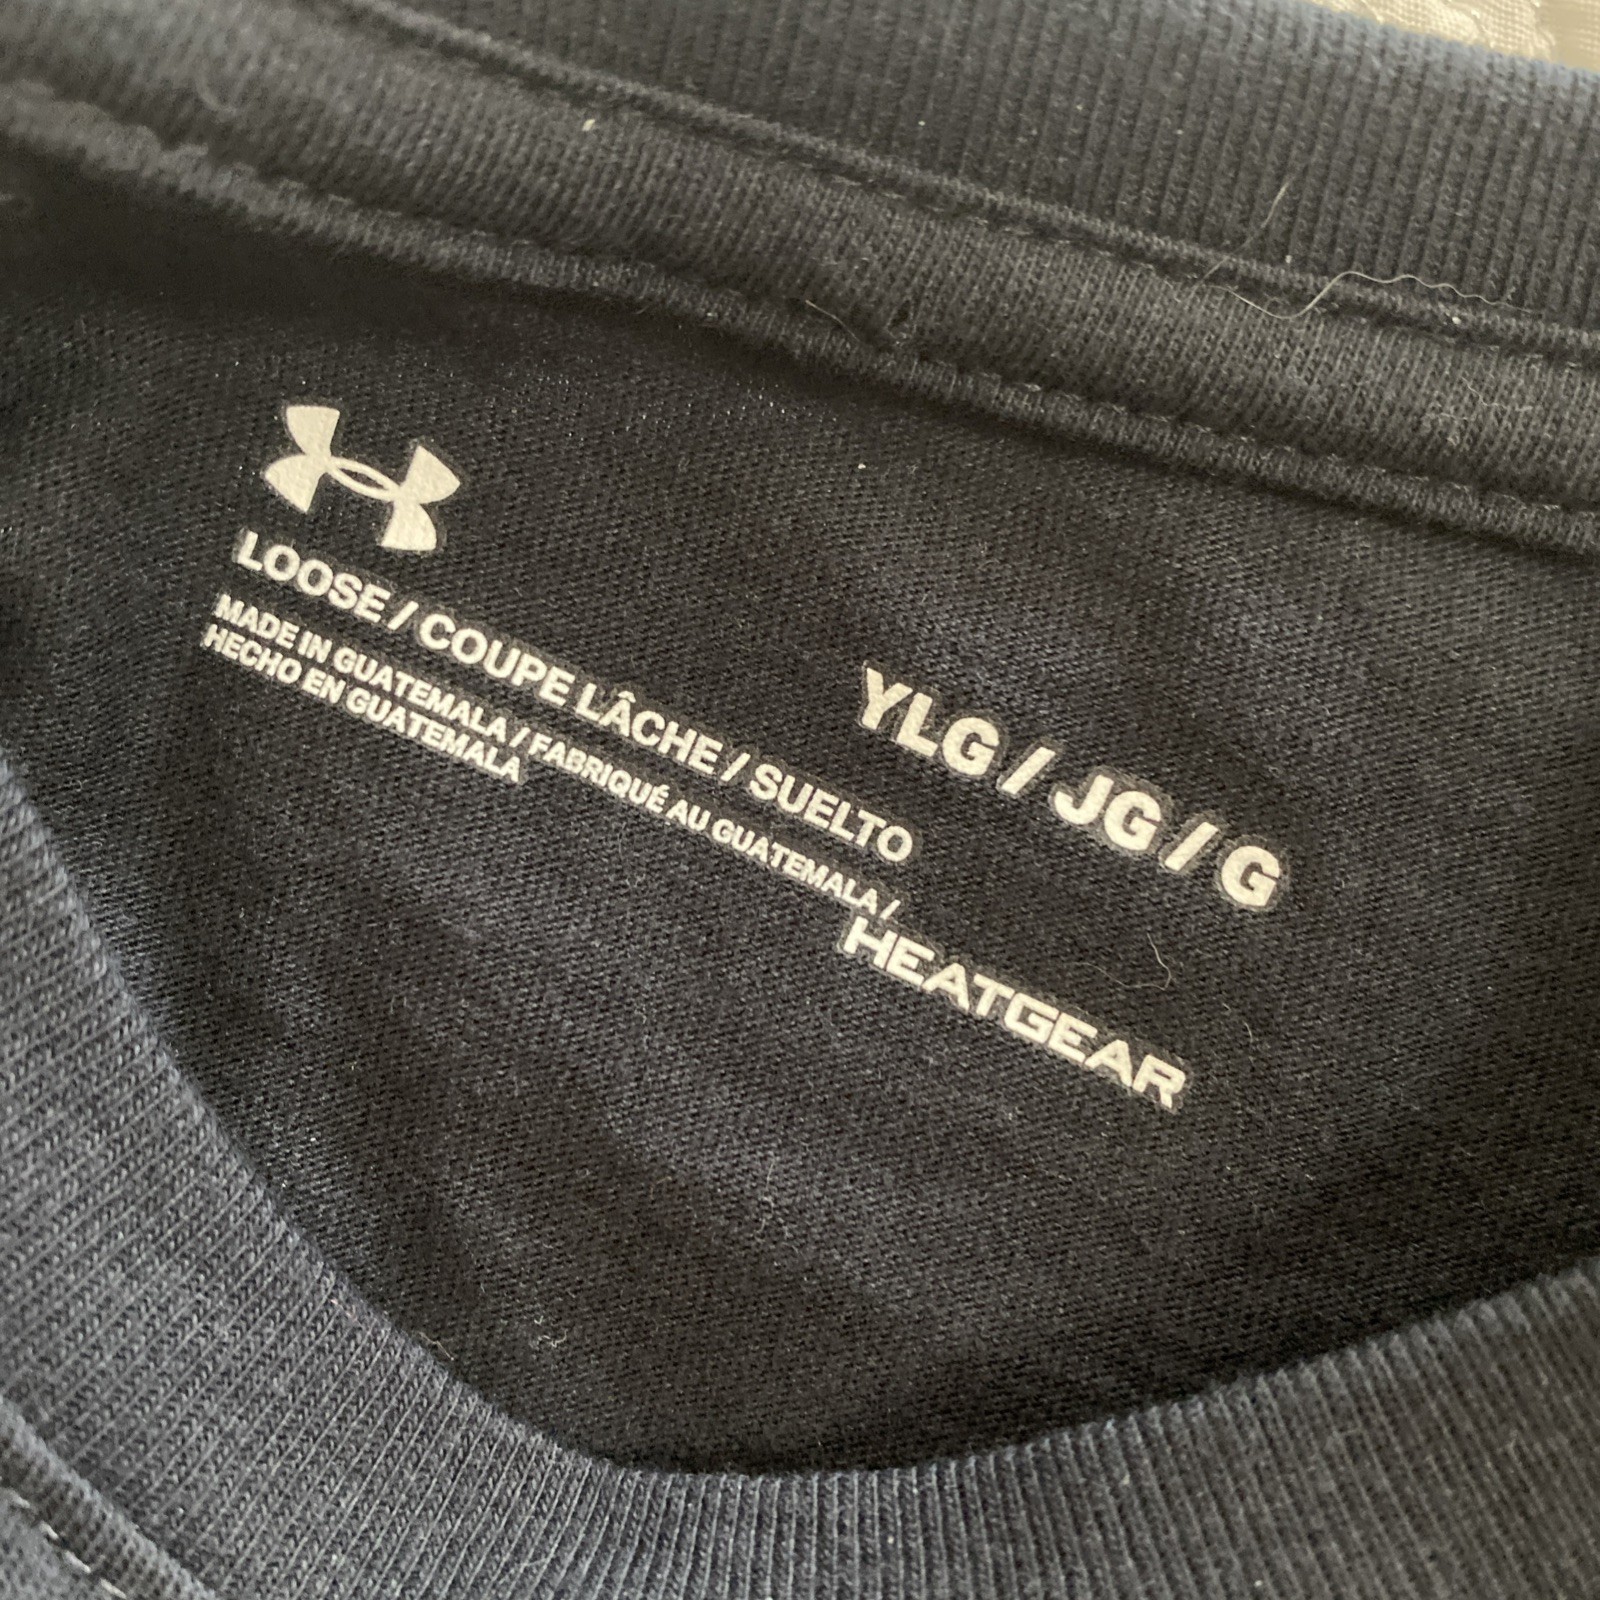 YLG / JG / G
LOOSE / COUPE LÂCHE / SUELTO
MADE IN GUATEMALA / FABRIQUÉ AU GUATEMALA /
HECHO EN GUATEMALA
HEATGEAR